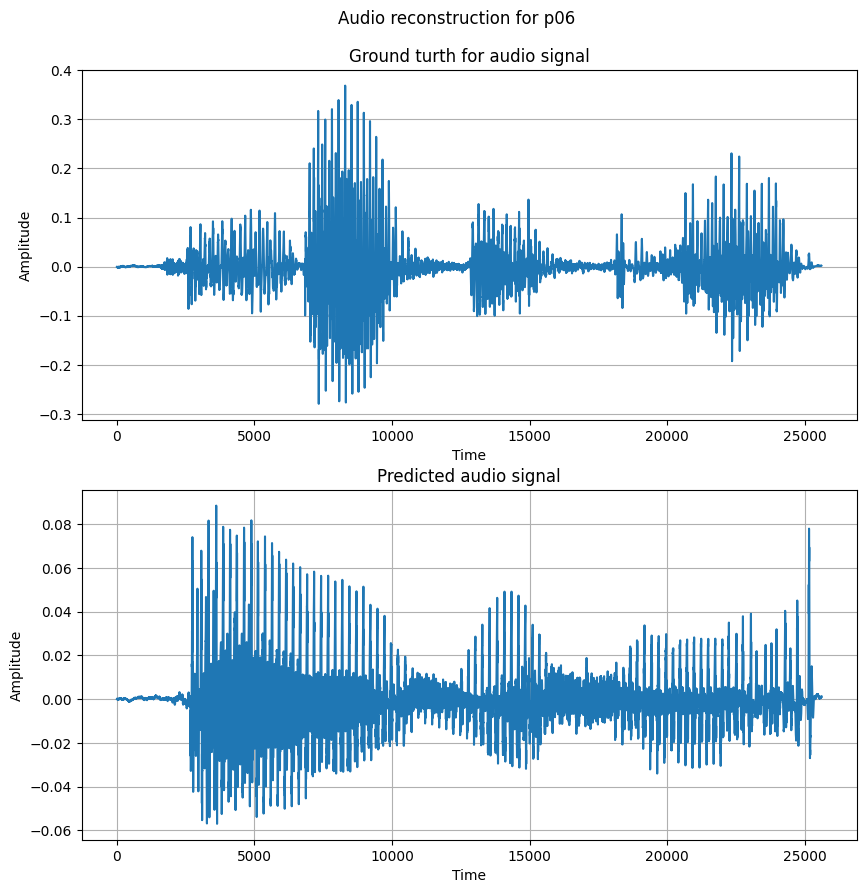 Audio reconstruction for p06
Ground turth for audio signal
0.4
0.3
0.2
0.1
0.0
−0.1
−0.2
−0.3
Amplitude
0 5000 10000 15000 20000 25000
Time
Predicted audio signal
0.08
0.06
0.04
0.02
0.00
−0.02
−0.04
−0.06
Amplitude
0 5000 10000 15000 20000 25000
Time